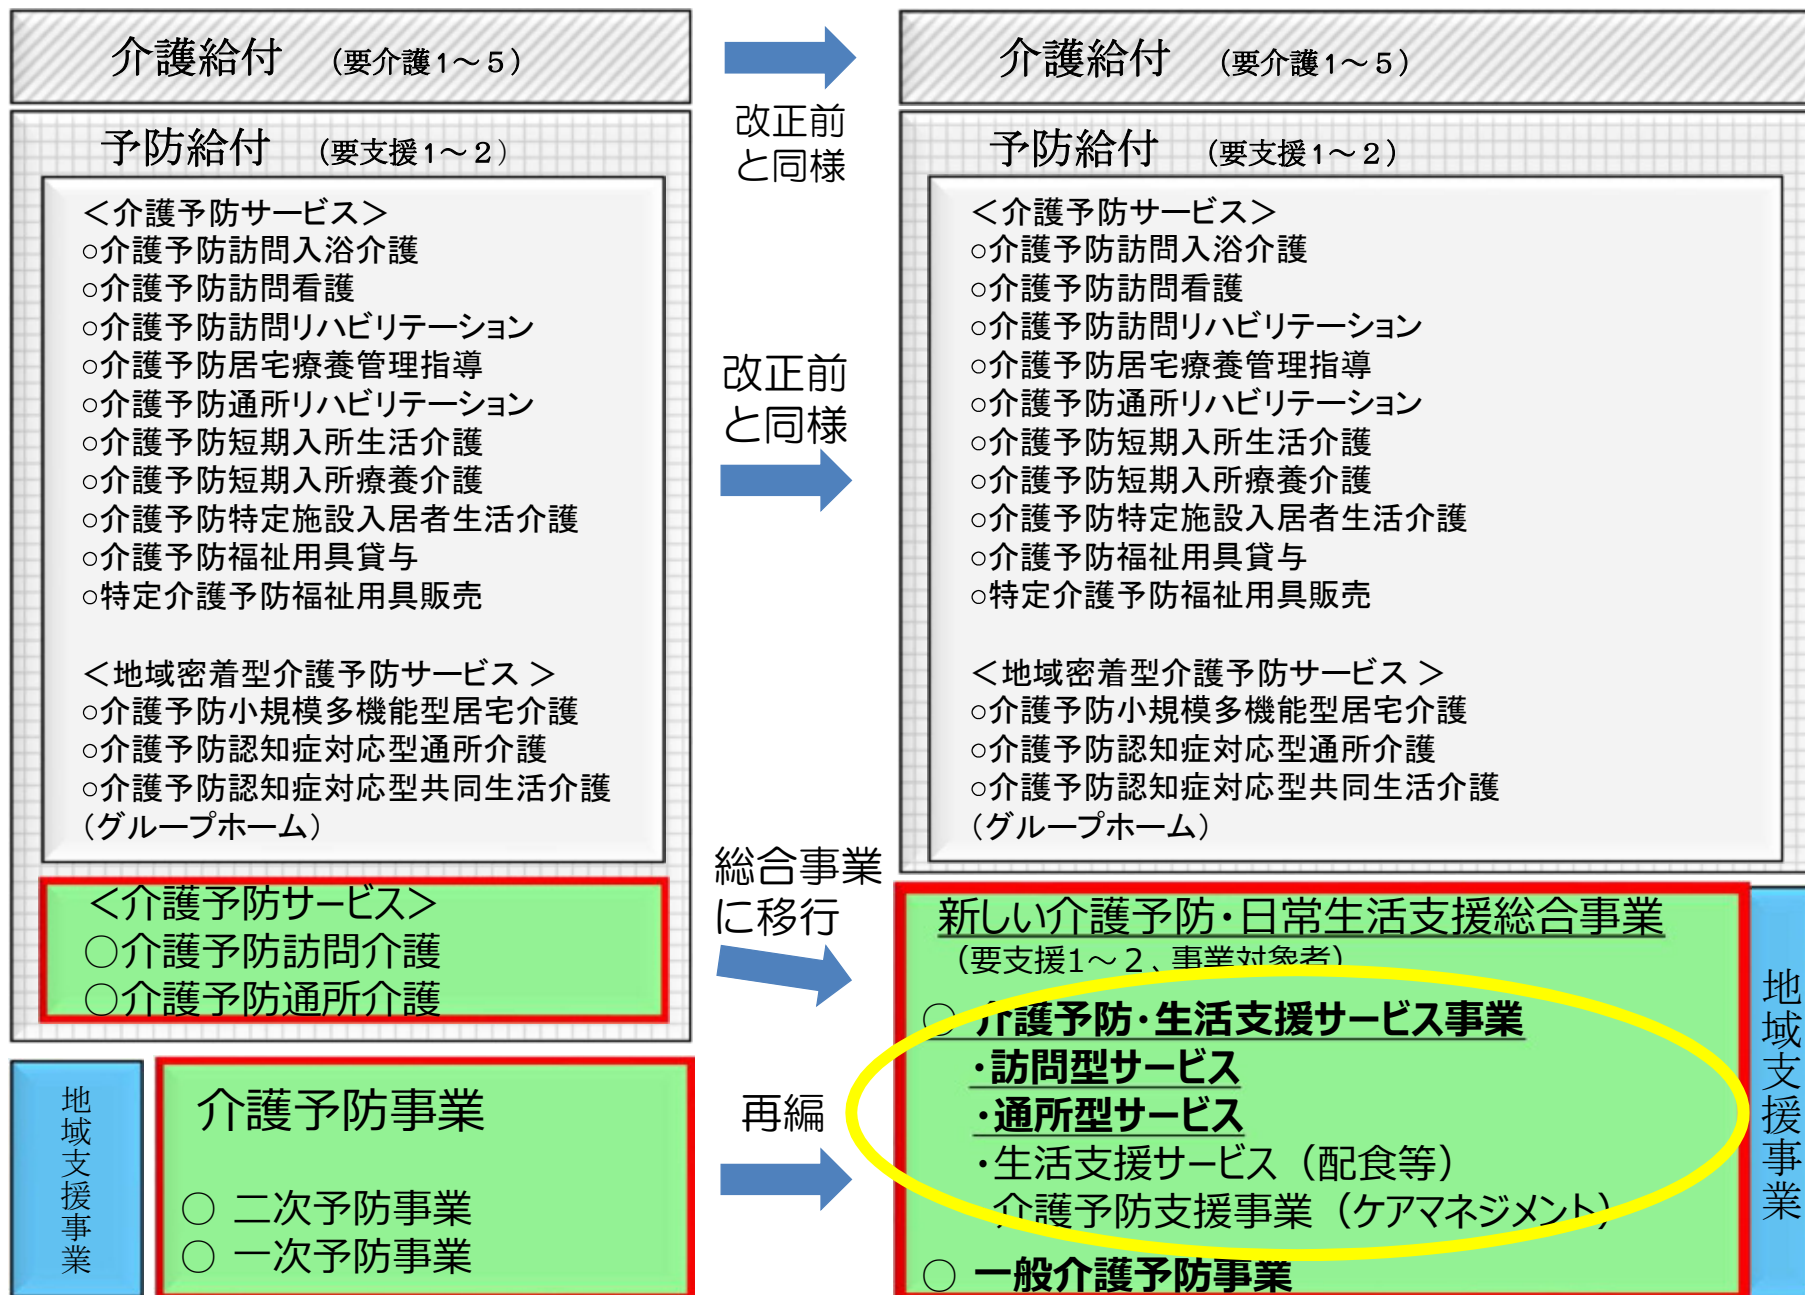 介護給付 (要介護1～5)
予防給付 (要支援1～2)
＜介護予防サービス＞
○介護予防訪問入浴介護
○介護予防訪問看護
○介護予防訪問リハビリテーション
○介護予防居宅療養管理指導
○介護予防通所リハビリテーション
○介護予防短期入所生活介護
○介護予防短期入所療養介護
○介護予防特定施設入居者生活介護
○介護予防福祉用具貸与
○特定介護予防福祉用具販売
＜地域密着型介護予防サービス＞
○介護予防小規模多機能型居宅介護
○介護予防認知症対応型通所介護
○介護予防認知症対応型共同生活介護
（グループホーム）
＜介護予防サービス＞
○介護予防訪問介護
○介護予防通所介護
地域支援事業
介護予防事業
○ 二次予防事業
○ 一次予防事業
改正前
と同様
改正前
と同様
総合事業
に移行
再編
介護給付 (要介護1～5)
予防給付 (要支援1～2)
＜介護予防サービス＞
○介護予防訪問入浴介護
○介護予防訪問看護
○介護予防訪問リハビリテーション
○介護予防居宅療養管理指導
○介護予防通所リハビリテーション
○介護予防短期入所生活介護
○介護予防短期入所療養介護
○介護予防特定施設入居者生活介護
○介護予防福祉用具貸与
○特定介護予防福祉用具販売
＜地域密着型介護予防サービス＞
○介護予防小規模多機能型居宅介護
○介護予防認知症対応型通所介護
○介護予防認知症対応型共同生活介護
（グループホーム）
新しい介護予防・日常生活支援総合事業
（要支援1～2、事業対象者）
○ 介護予防・生活支援サービス事業
・訪問型サービス
・通所型サービス
・生活支援サービス（配食等）
介護予防支援事業（ケアマネジメント）
○ 一般介護予防事業
地域支援事業